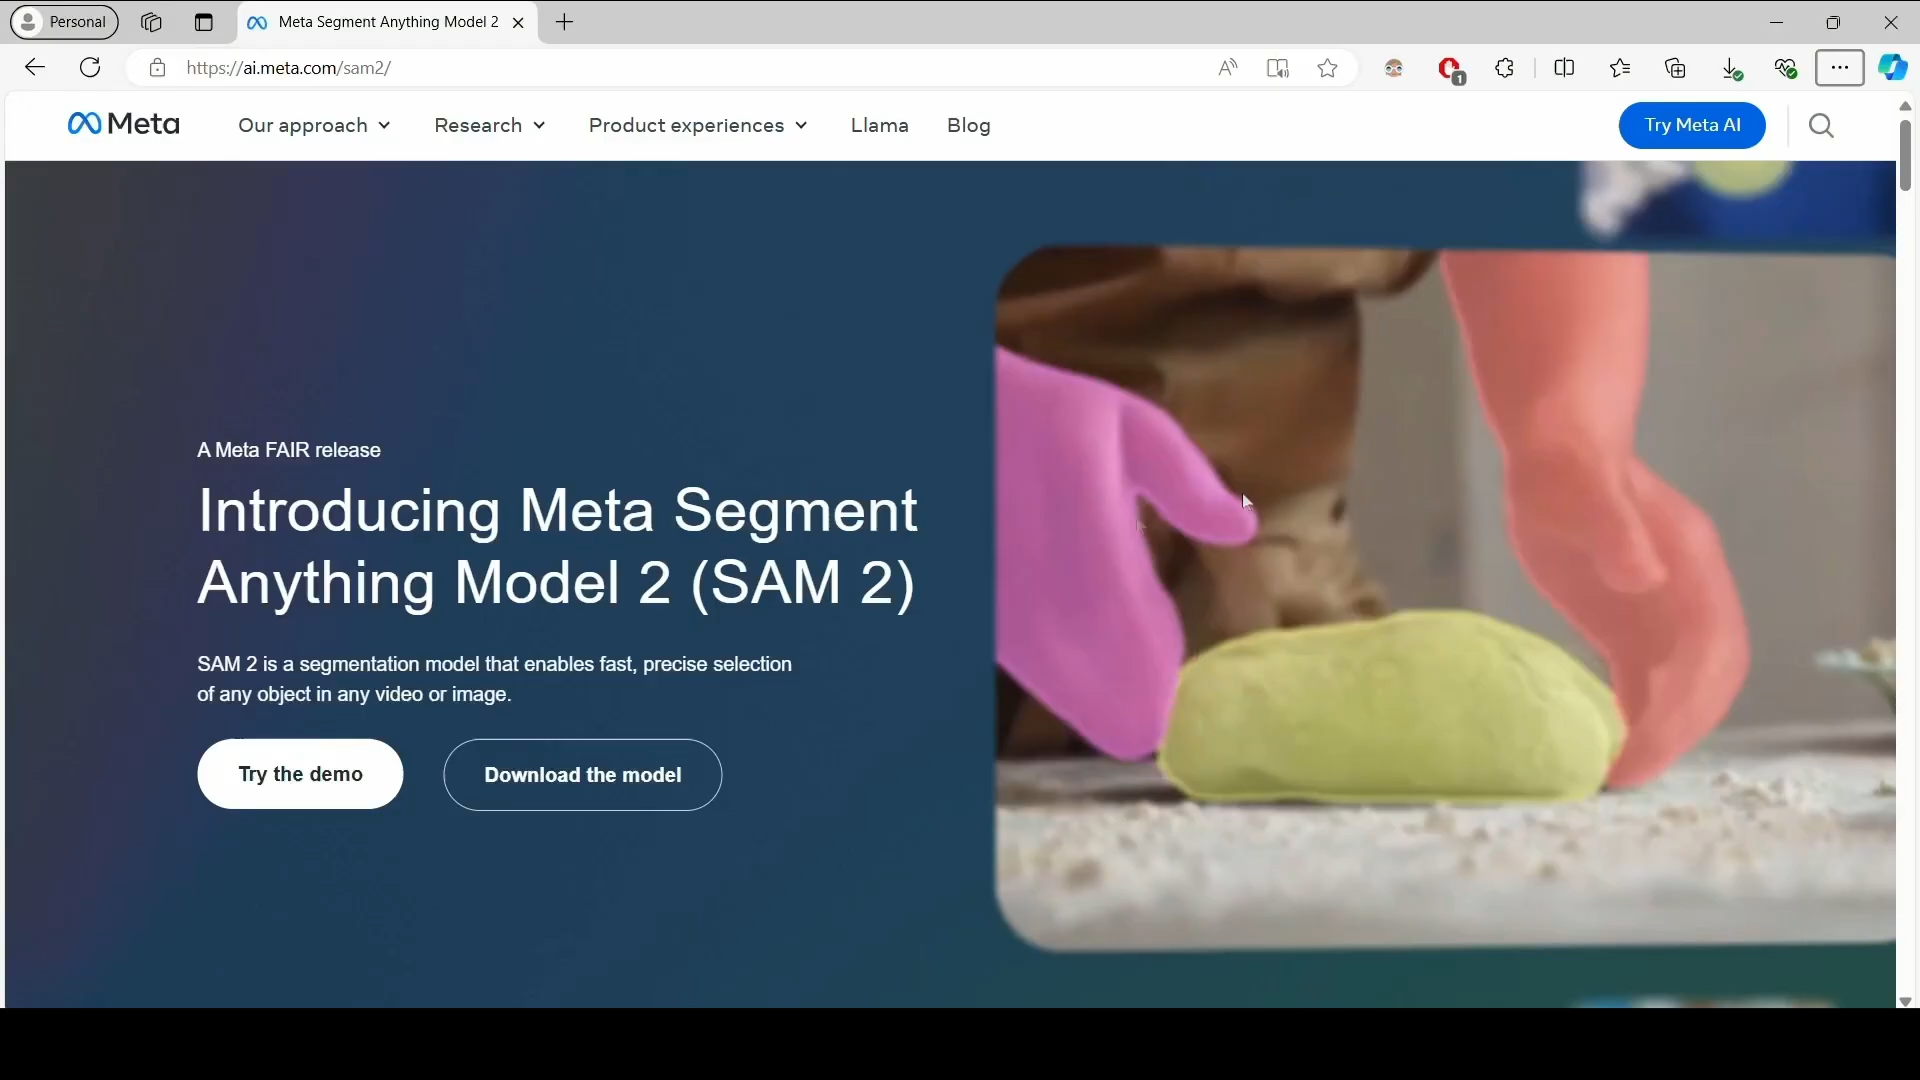 Personal
Meta Segment Anything Model 2
https://ai.meta.com/sam2/
1
Meta
Our approach
Research
Product experiences
Llama
Blog
Try Meta AI
A Meta FAIR release
Introducing Meta Segment
Anything Model 2 (SAM 2)
SAM 2 is a segmentation model that enables fast, precise selection
of any object in any video or image.
Try the demo
Download the model